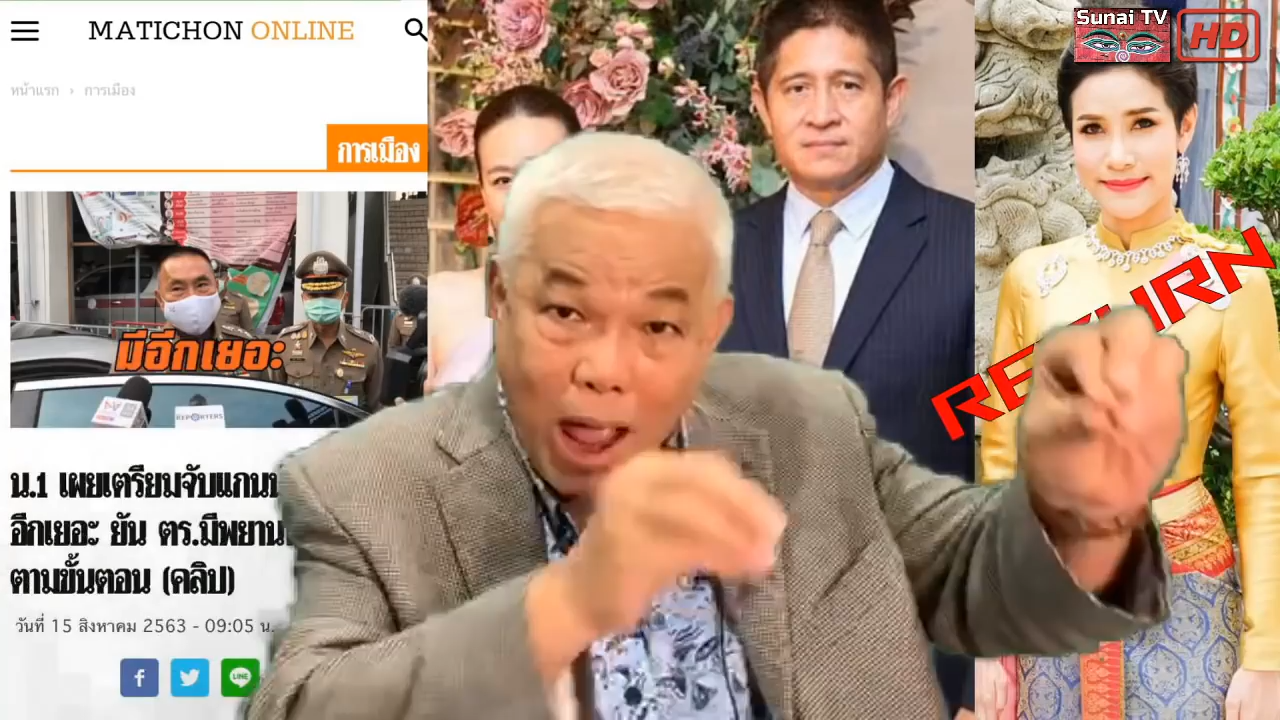 MATICHON ONLINE
หน้าแรก › การเมือง
การเมือง
มีอีกเยอะ
REPORTERS
น.1 เผยเตรียมจับแกน
อีกเยอะ ยัน ตร.มีพยาน
ตามขั้นตอน (คลิป)
วันที่ 15 สิงหาคม 2563 - 09:05 น.
f
LINE
Sunai TV
HD